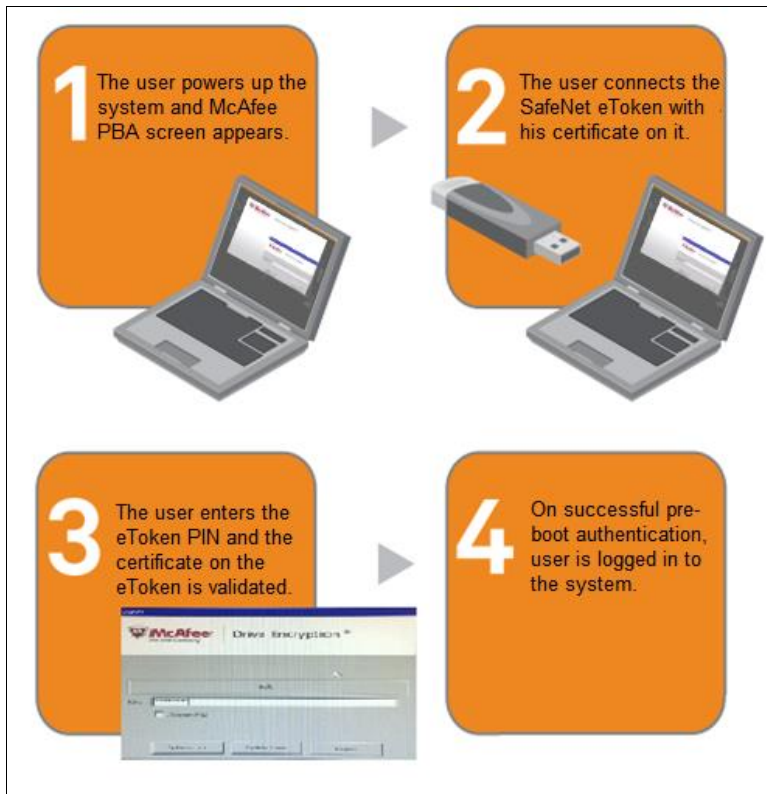 1
The user powers up the
system and McAfee
PBA screen appears.
2
The user connects the
SafeNet eToken with
his certificate on it.
3
The user enters the
eToken PIN and the
certificate on the
eToken is validated.
McAfee Drive Encryption
4
On successful pre-
boot authentication,
user is logged in to
the system.